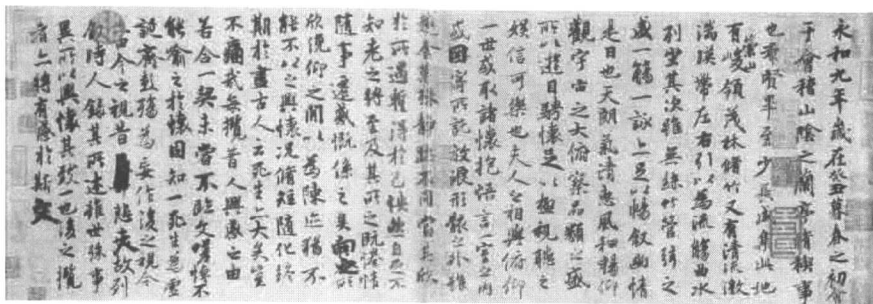 永和九年歲在癸丑暮春之初會
于會稽山陰之蘭亭脩稧事
也羣賢畢至少長咸集此地
有崇山峻領茂林脩竹又有清流激
湍暎帶左右引以為流觴曲水
列坐其次雖無絲竹管絃之
盛一觴一詠亦足以暢敘幽情
是日也天朗氣清惠風和暢仰
觀宇宙之大俯察品類之盛
所以遊目騁懷足以極視聽之
娛信可樂也夫人之相與俯仰
一世或取諸懷抱悟言一室之內
或因寄所託放浪形骸之外雖
趣舍萬殊靜躁不同當其欣
於所遇蹔得於己怏然自足不
知老之將至及其所之既惓情
隨事遷感慨係之矣向之所
欣俛仰之閒以為陳迹猶不
能不以之興懷況脩短隨化終
期於盡古人云死生亦大矣豈
不痛哉每攬昔人興感之由
若合一契未嘗不臨文嗟悼不
能喻之於懷固知一死生為虛
誕齊彭殤為妄作後之視今
亦由今之視昔悲夫故列
敘時人錄其所述雖世殊事
異所以興懷其致一也後之攬
者亦將有感於斯文